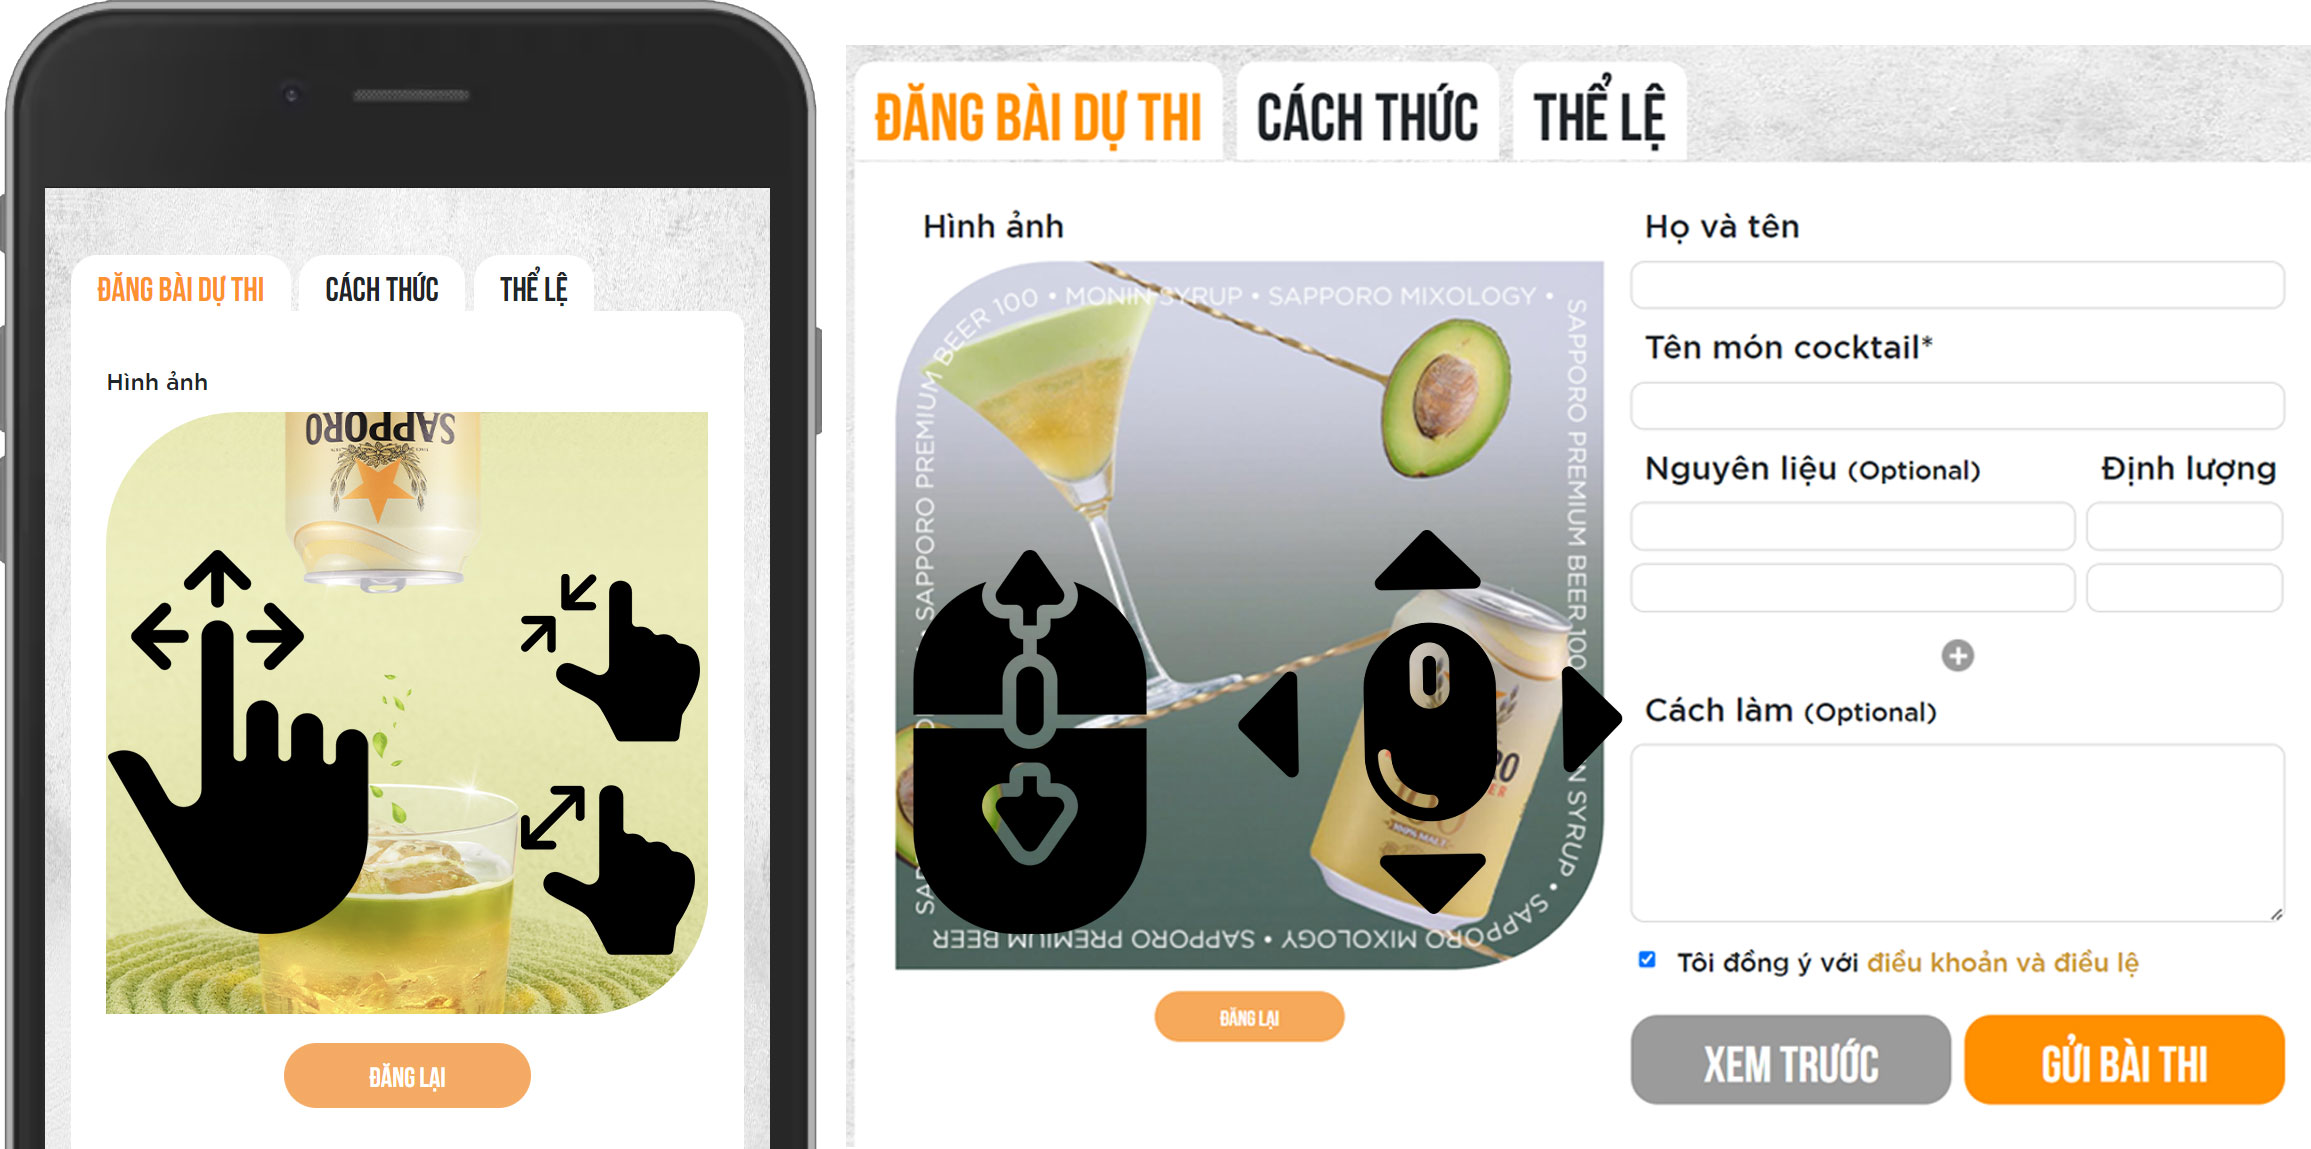 ĐĂNG BÀI DỰ THI
CÁCH THỨC
THỂ LỆ
Hình ảnh
SAPPORO
ĐĂNG LẠI
ĐĂNG BÀI DỰ THI
CÁCH THỨC
THỂ LỆ
Hình ảnh
SAPPORO PREMIUM BEER 100 • MONIN SYRUP • SAPPORO MIXOLOGY •
SAPPORO PREMIUM BEER 100
N SYRUP • SAPPORO MIXOLOGY • SAPPORO PREMIUM BEER
100% MALT
ĐĂNG LẠI
Họ và tên
Tên món cocktail*
Nguyên liệu (Optional)
Định lượng
Cách làm (Optional)
Tôi đồng ý với điều khoản và điều lệ
XEM TRƯỚC
GỬI BÀI THI